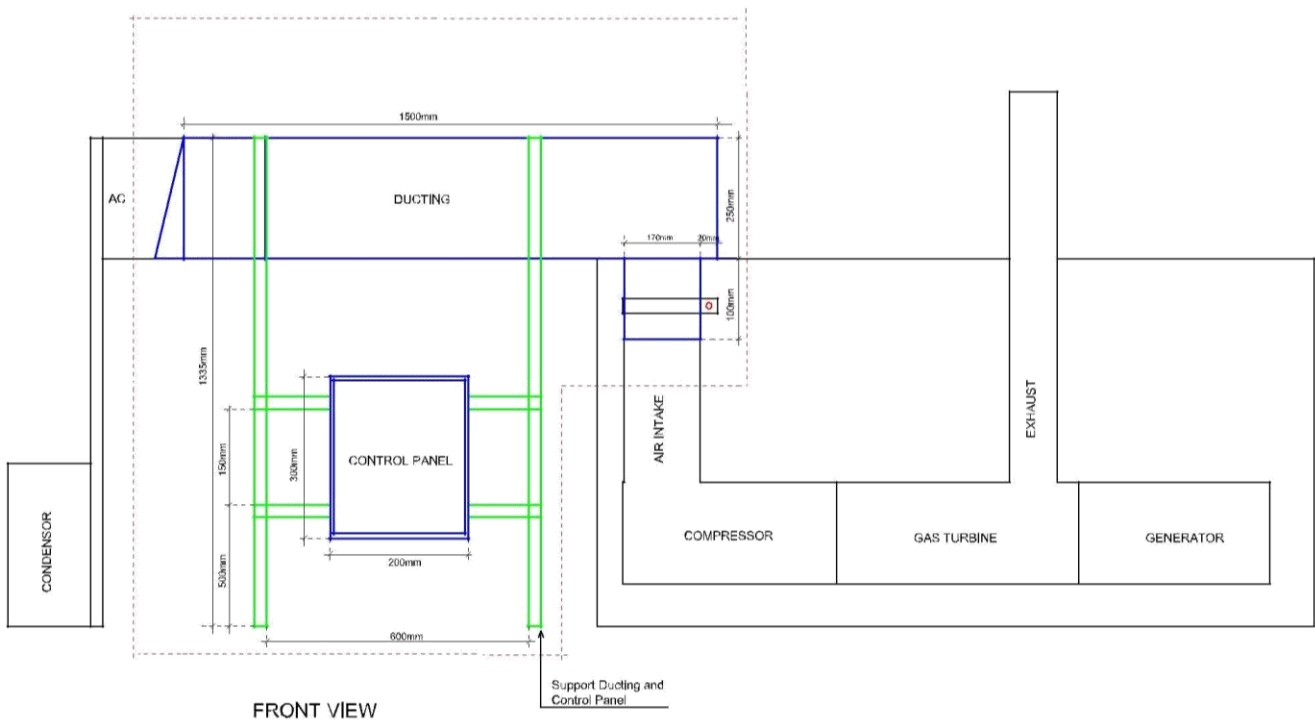 1500mm
AC
DUCTING
250mm
170mm
20mm
100mm
1335mm
AIR INTAKE
EXHAUST
150mm
300mm
CONTROL PANEL
CONDENSOR
COMPRESSOR
GAS TURBINE
GENERATOR
500mm
200mm
600mm
Support Ducting and
Control Panel
FRONT VIEW